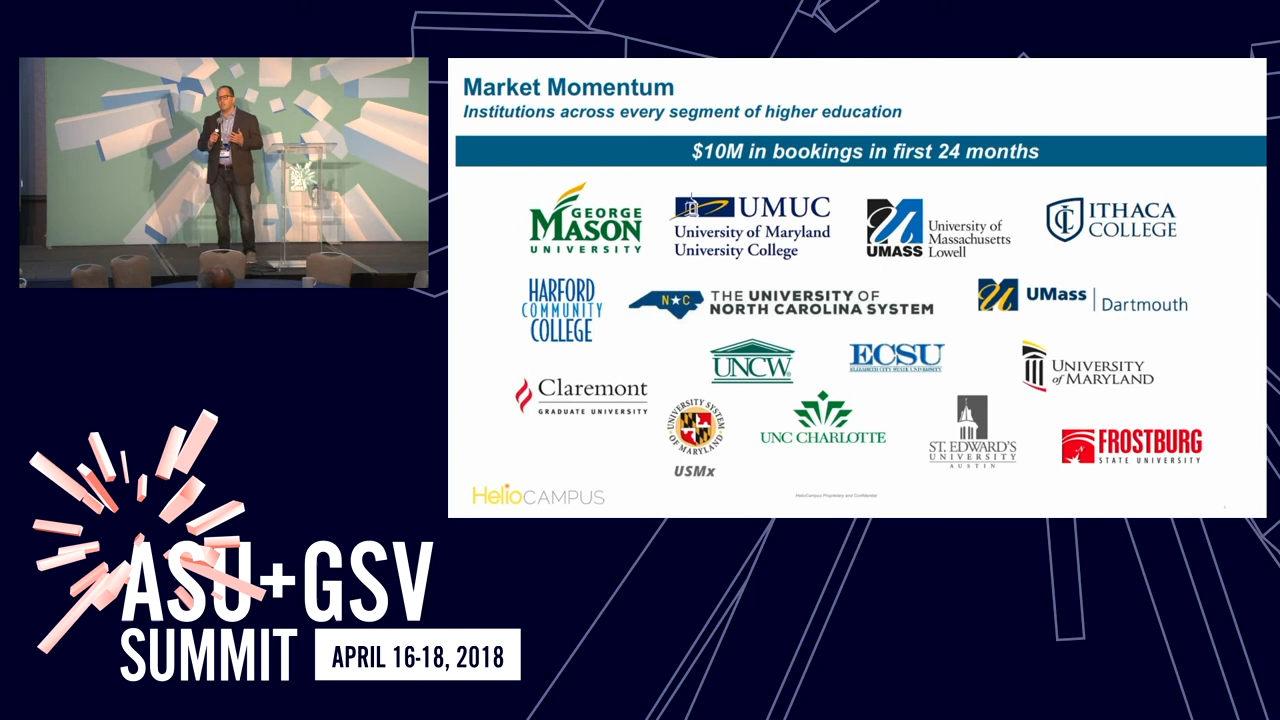 Market Momentum
Institutions across every segment of higher education
$10M in bookings in first 24 months
GEORGE
MASON
UNIVERSITY
UMUC
University of Maryland
University College
UMASS
University of
Massachusetts
Lowell
ITHACA
COLLEGE
HARFORD
COMMUNITY
COLLEGE
N★C
THE UNIVERSITY OF
NORTH CAROLINA SYSTEM
UMass
Dartmouth
UNCW
ECSU
ELIZABETH CITY STATE UNIVERSITY
UNIVERSITY
OF MARYLAND
Claremont
GRADUATE UNIVERSITY
UNIVERSITY SYSTEM
OF MARYLAND
USMx
UNC CHARLOTTE
ST. EDWARD'S
UNIVERSITY
AUSTIN
FROSTBURG
STATE UNIVERSITY
HelioCAMPUS
HelioCampus Proprietary and Confidential
ASU+GSV
SUMMIT
APRIL 16-18, 2018